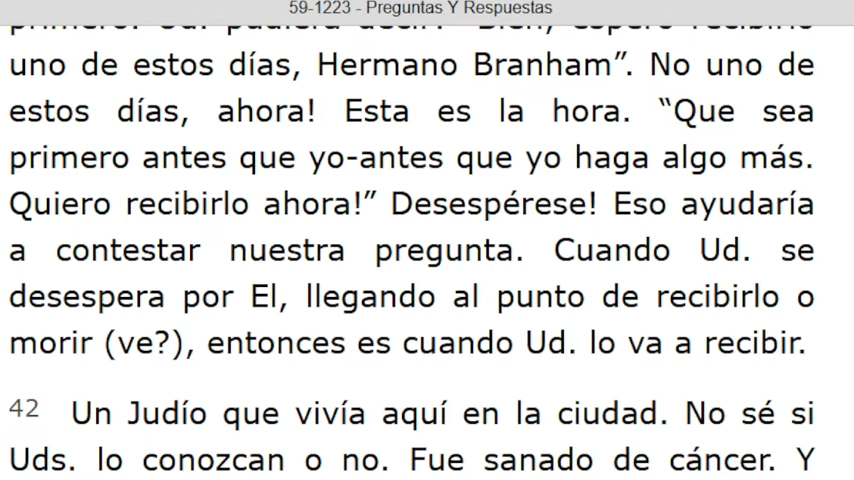 59-1223 - Preguntas Y Respuestas
uno de estos días, Hermano Branham”. No uno de
estos días, ahora! Esta es la hora. “Que sea
primero antes que yo-antes que yo haga algo más.
Quiero recibirlo ahora!” Desespérese! Eso ayudaría
a contestar nuestra pregunta. Cuando Ud. se
desespera por El, llegando al punto de recibirlo o
morir (ve?), entonces es cuando Ud. lo va a recibir.
42 Un Judío que vivía aquí en la ciudad. No sé si
Uds. lo conozcan o no. Fue sanado de cáncer. Y